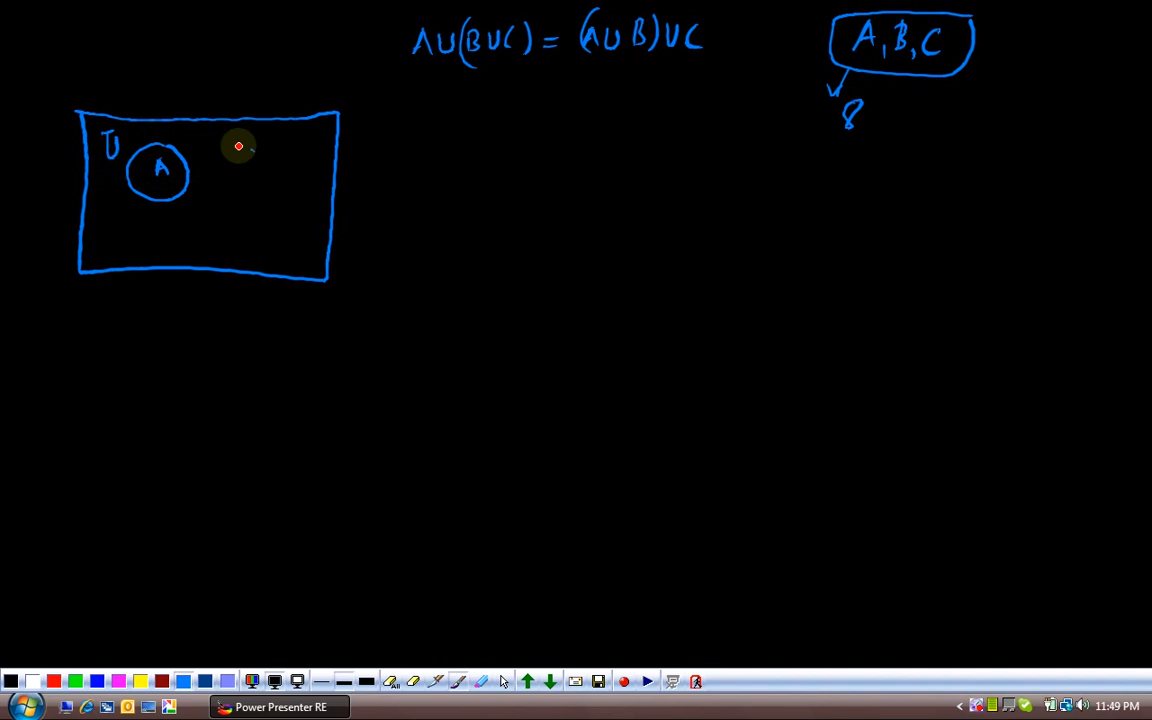 A∪(B∪C) = (A∪B)∪C
A, B, C
8
U
A
Power Presenter RE
11:49 PM